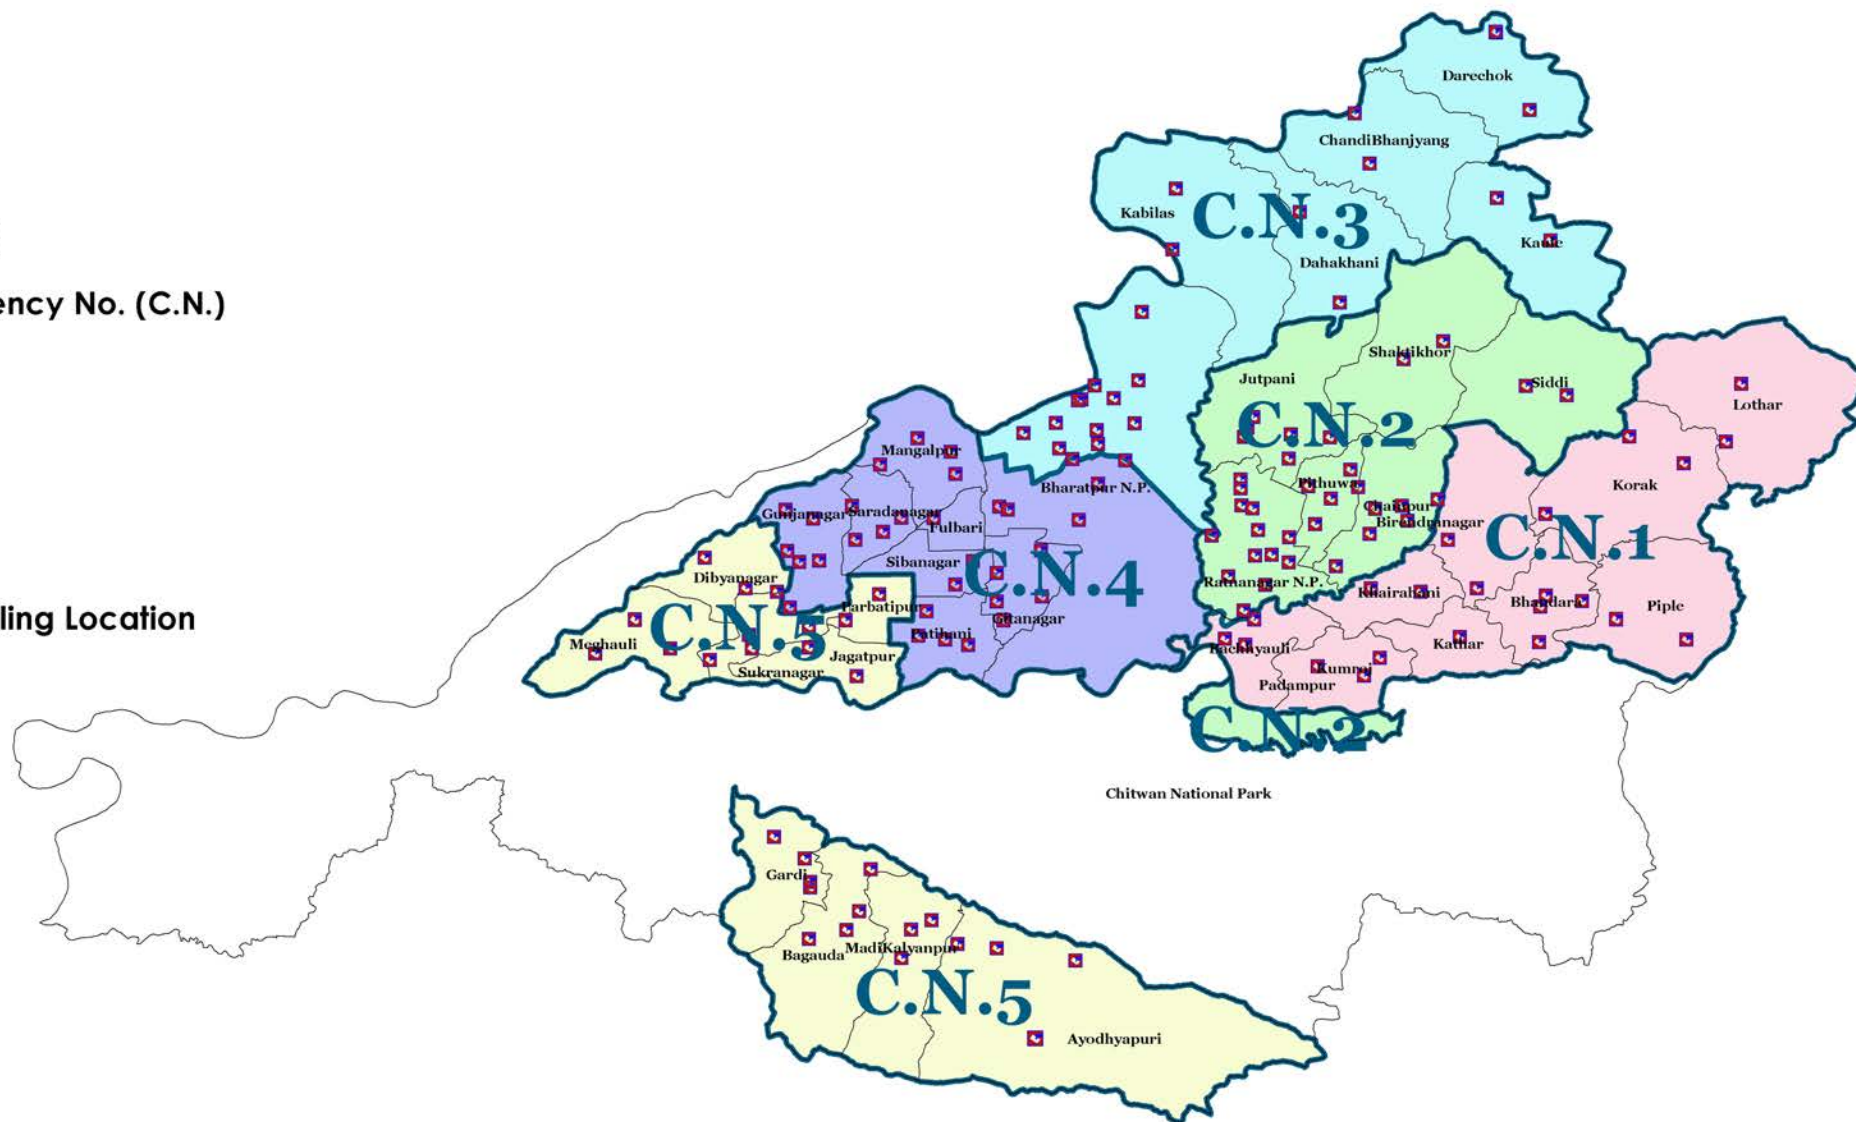 Darechok
ChandiBhanjyang
Kabilas
C.N.3
Kaule
Dahakhani
ency No. (C.N.)
Shaktikhor
Jutpani
Siddi
Lothar
C.N.2
Mangalpur
Bharatpur N.P.
Pithuwa
Korak
Gunjanagar
Saradanagar
Fulbari
Chainpur
Birendranagar
C.N.1
Sibanagar
C.N.4
Dibyanagar
Ratnanagar N.P.
Khairahani
Bhandara
Piple
Parbatipur
ling Location
Gitanagar
C.N.5
Patihani
Meghauli
Kathar
Bachhyauli
Jagatpur
Kumroj
Sukranagar
Padampur
C.N.2
Chitwan National Park
Gardi
MadiKalyanpur
Bagauda
C.N.5
Ayodhyapuri